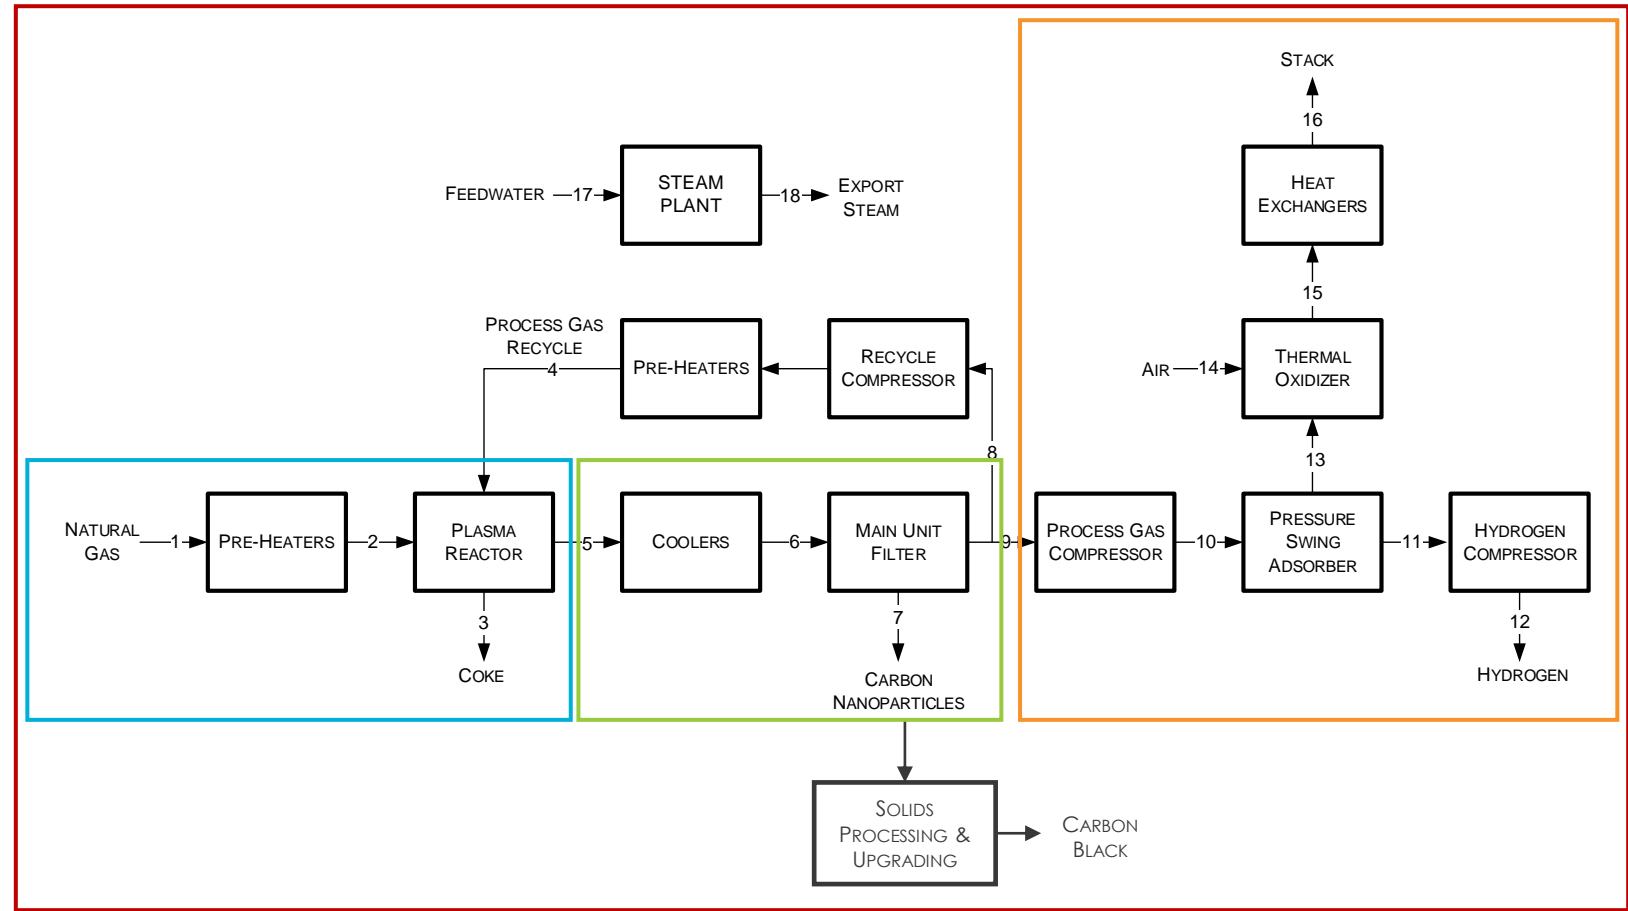 STACK
16
HEAT
EXCHANGERS
FEEDWATER
17
STEAM
PLANT
18
EXPORT
STEAM
15
PROCESS GAS
RECYCLE
4
PRE-HEATERS
RECYCLE
COMPRESSOR
AIR
14
THERMAL
OXIDIZER
8
13
NATURAL
GAS
1
PRE-HEATERS
2
PLASMA
REACTOR
5
COOLERS
6
MAIN UNIT
FILTER
9
PROCESS GAS
COMPRESSOR
10
PRESSURE
SWING
ADSORBER
11
HYDROGEN
COMPRESSOR
3
COKE
7
CARBON
NANOPARTICLES
12
HYDROGEN
SOLIDS
PROCESSING &
UPGRADING
CARBON
BLACK